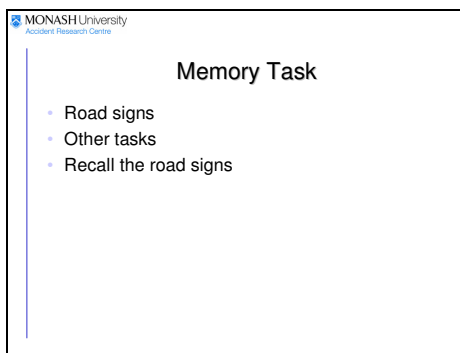 MONASH University
Accident Research Centre
Memory Task
• Road signs
• Other tasks
• Recall the road signs